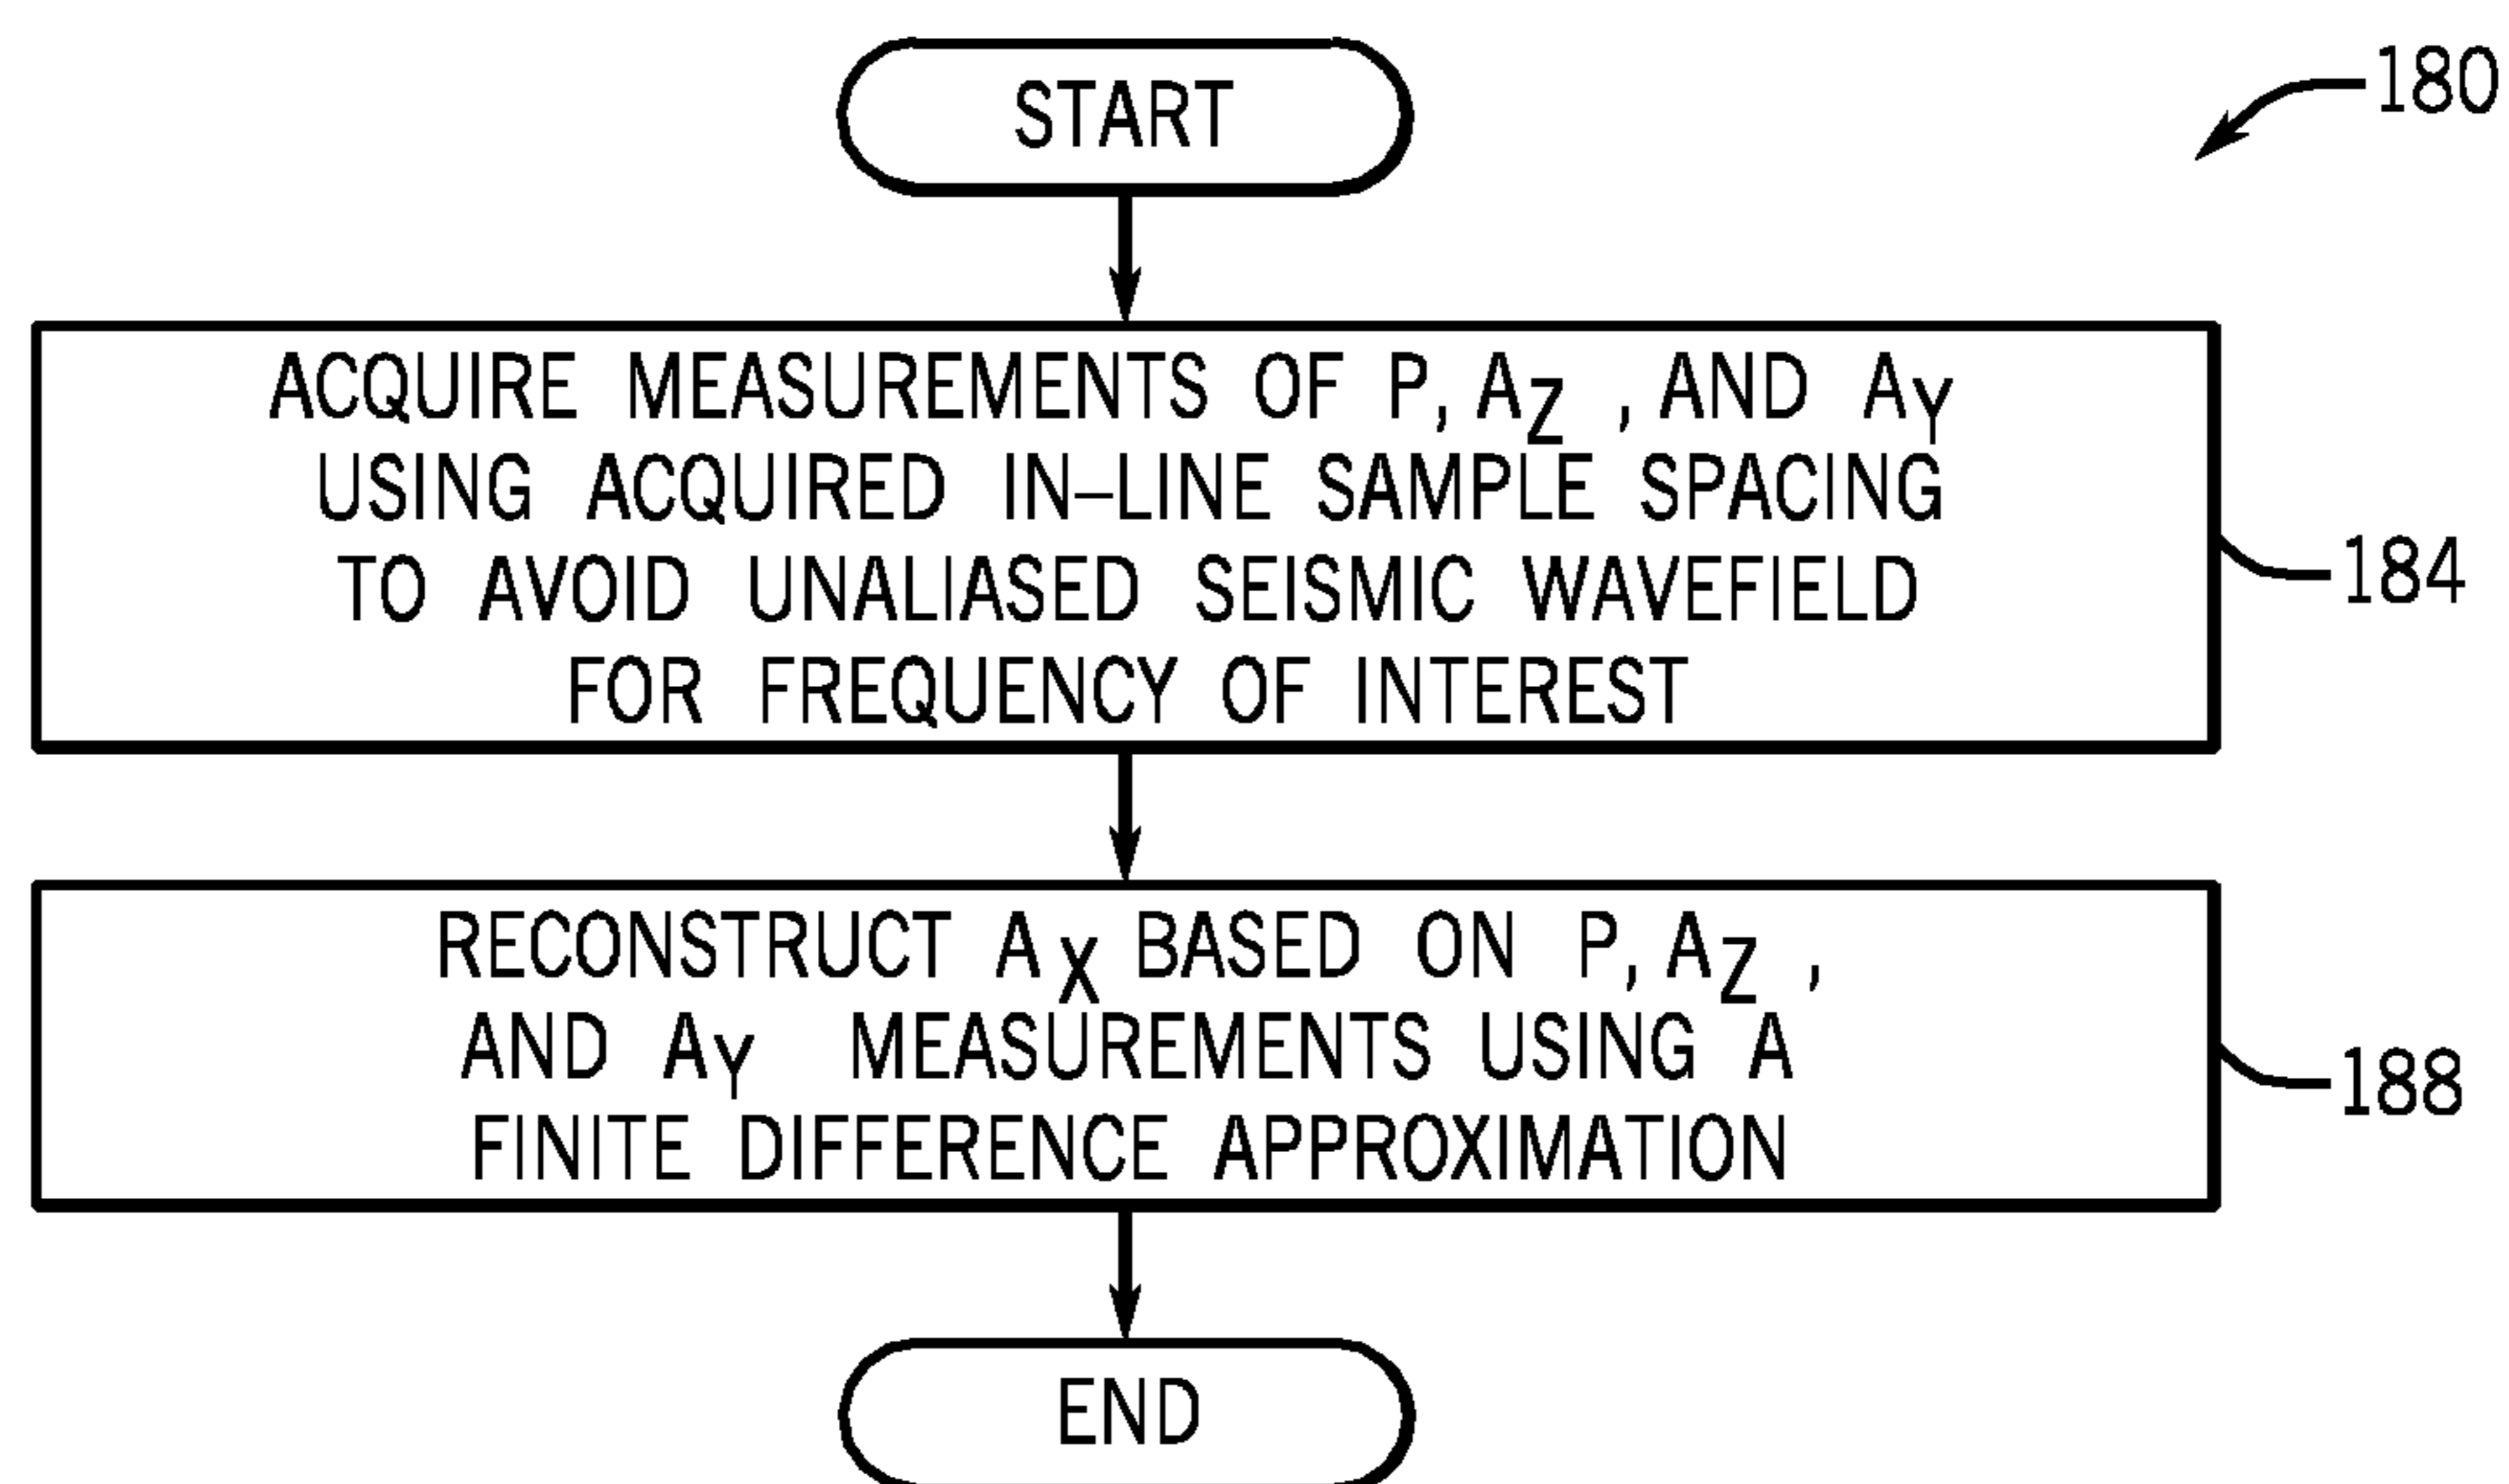 START
180
ACQUIRE MEASUREMENTS OF P, AZ , AND AY
USING ACQUIRED IN–LINE SAMPLE SPACING
TO AVOID UNALIASED SEISMIC WAVEFIELD
FOR FREQUENCY OF INTEREST
184
RECONSTRUCT AX BASED ON P, AZ ,
AND AY MEASUREMENTS USING A
FINITE DIFFERENCE APPROXIMATION
188
END